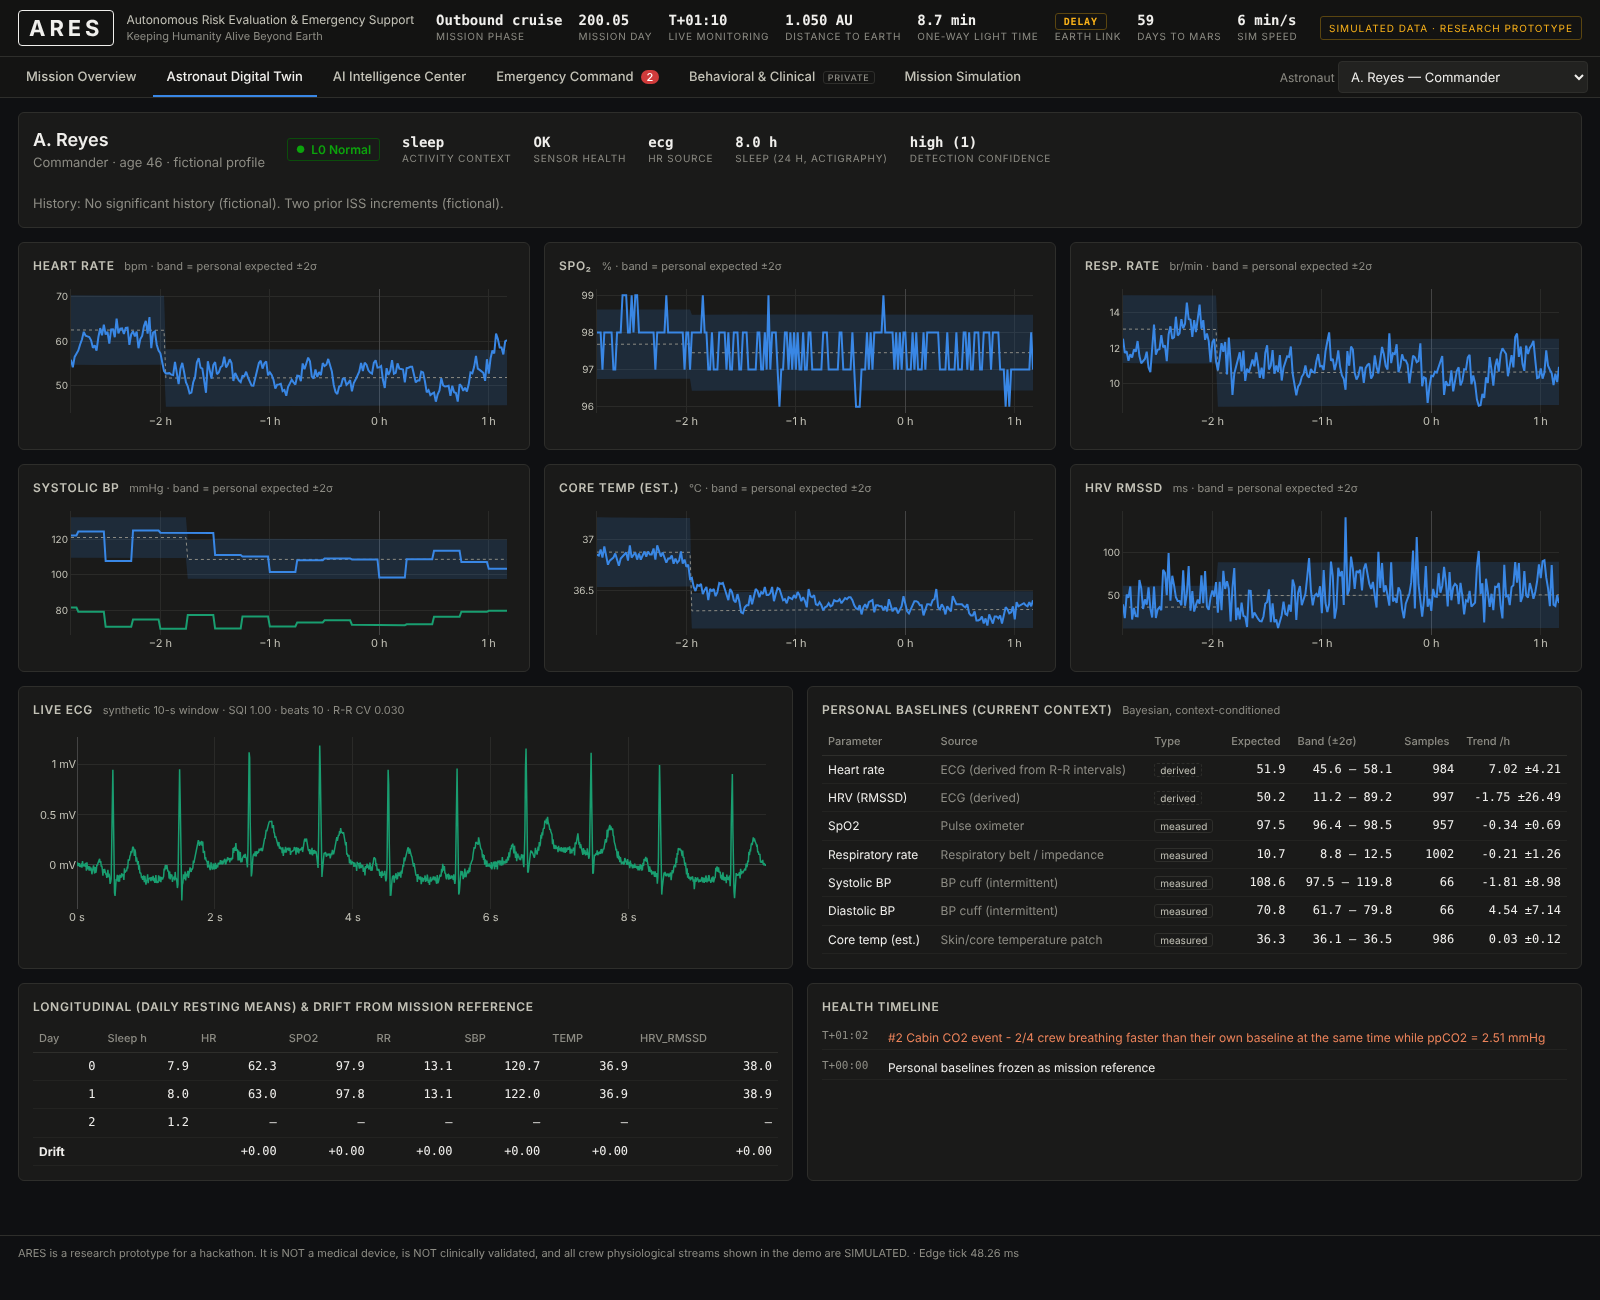 ARES
Autonomous Risk Evaluation & Emergency Support
Keeping Humanity Alive Beyond Earth
Outbound cruise
MISSION PHASE
200.05
MISSION DAY
T+01:10
LIVE MONITORING
1.050 AU
DISTANCE TO EARTH
8.7 min
ONE-WAY LIGHT TIME
DELAY
EARTH LINK
59
DAYS TO MARS
6 min/s
SIM SPEED
SIMULATED DATA · RESEARCH PROTOTYPE
Mission Overview
Astronaut Digital Twin
AI Intelligence Center
Emergency Command 2
Behavioral & Clinical PRIVATE
Mission Simulation
Astronaut A. Reyes — Commander
A. Reyes
Commander · age 46 · fictional profile
L0 Normal
sleep
ACTIVITY CONTEXT
OK
SENSOR HEALTH
ecg
HR SOURCE
8.0 h
SLEEP (24 H, ACTIGRAPHY)
high (1)
DETECTION CONFIDENCE
History: No significant history (fictional). Two prior ISS increments (fictional).
HEART RATE bpm · band = personal expected ±2σ
70
60
50
−2 h −1 h 0 h 1 h
SPO₂ % · band = personal expected ±2σ
99
98
97
96
−2 h −1 h 0 h 1 h
RESP. RATE br/min · band = personal expected ±2σ
14
12
10
−2 h −1 h 0 h 1 h
SYSTOLIC BP mmHg · band = personal expected ±2σ
120
100
80
−2 h −1 h 0 h 1 h
CORE TEMP (EST.) °C · band = personal expected ±2σ
37
36.5
−2 h −1 h 0 h 1 h
HRV RMSSD ms · band = personal expected ±2σ
100
50
−2 h −1 h 0 h 1 h
LIVE ECG synthetic 10-s window · SQI 1.00 · beats 10 · R-R CV 0.030
1 mV
0.5 mV
0 mV
0 s 2 s 4 s 6 s 8 s
PERSONAL BASELINES (CURRENT CONTEXT) Bayesian, context-conditioned
Parameter Source Type Expected Band (±2σ) Samples Trend /h
Heart rate ECG (derived from R-R intervals) derived 51.9 45.6 – 58.1 984 7.02 ±4.21
HRV (RMSSD) ECG (derived) derived 50.2 11.2 – 89.2 997 -1.75 ±26.49
SpO2 Pulse oximeter measured 97.5 96.4 – 98.5 957 -0.34 ±0.69
Respiratory rate Respiratory belt / impedance measured 10.7 8.8 – 12.5 1002 -0.21 ±1.26
Systolic BP BP cuff (intermittent) measured 108.6 97.5 – 119.8 66 -1.81 ±8.98
Diastolic BP BP cuff (intermittent) measured 70.8 61.7 – 79.8 66 4.54 ±7.14
Core temp (est.) Skin/core temperature patch measured 36.3 36.1 – 36.5 986 0.03 ±0.12
LONGITUDINAL (DAILY RESTING MEANS) & DRIFT FROM MISSION REFERENCE
Day Sleep h HR SPO2 RR SBP TEMP HRV_RMSSD
0 7.9 62.3 97.9 13.1 120.7 36.9 38.0
1 8.0 63.0 97.8 13.1 122.0 36.9 38.9
2 1.2 – – – – – –
Drift +0.00 +0.00 +0.00 +0.00 +0.00 +0.00
HEALTH TIMELINE
T+01:02 #2 Cabin CO2 event - 2/4 crew breathing faster than their own baseline at the same time while ppCO2 = 2.51 mmHg
T+00:00 Personal baselines frozen as mission reference
ARES is a research prototype for a hackathon. It is NOT a medical device, is NOT clinically validated, and all crew physiological streams shown in the demo are SIMULATED. · Edge tick 48.26 ms